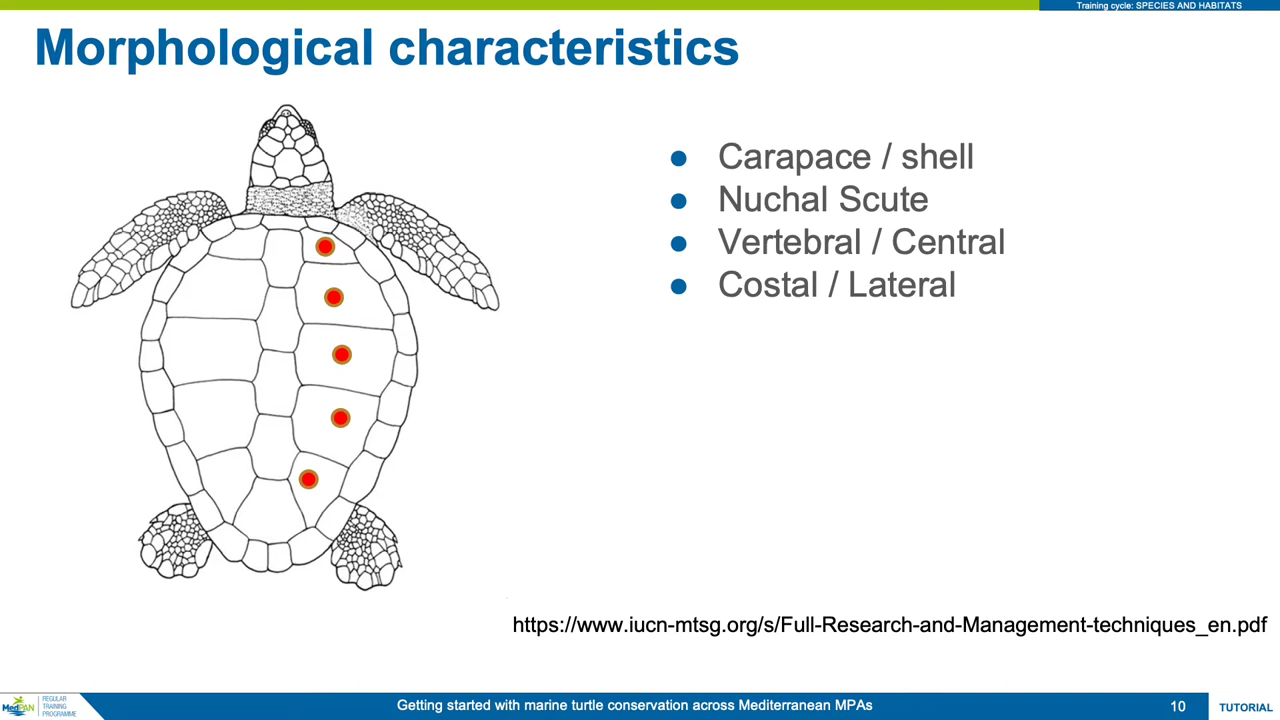 Training cycle: SPECIES AND HABITATS
Morphological characteristics
Carapace / shell
Nuchal Scute
Vertebral / Central
Costal / Lateral
https://www.iucn-mtsg.org/s/Full-Research-and-Management-techniques_en.pdf
MedPAN
REGULAR
TRAINING
PROGRAMME
Getting started with marine turtle conservation across Mediterranean MPAs
10
TUTORIAL